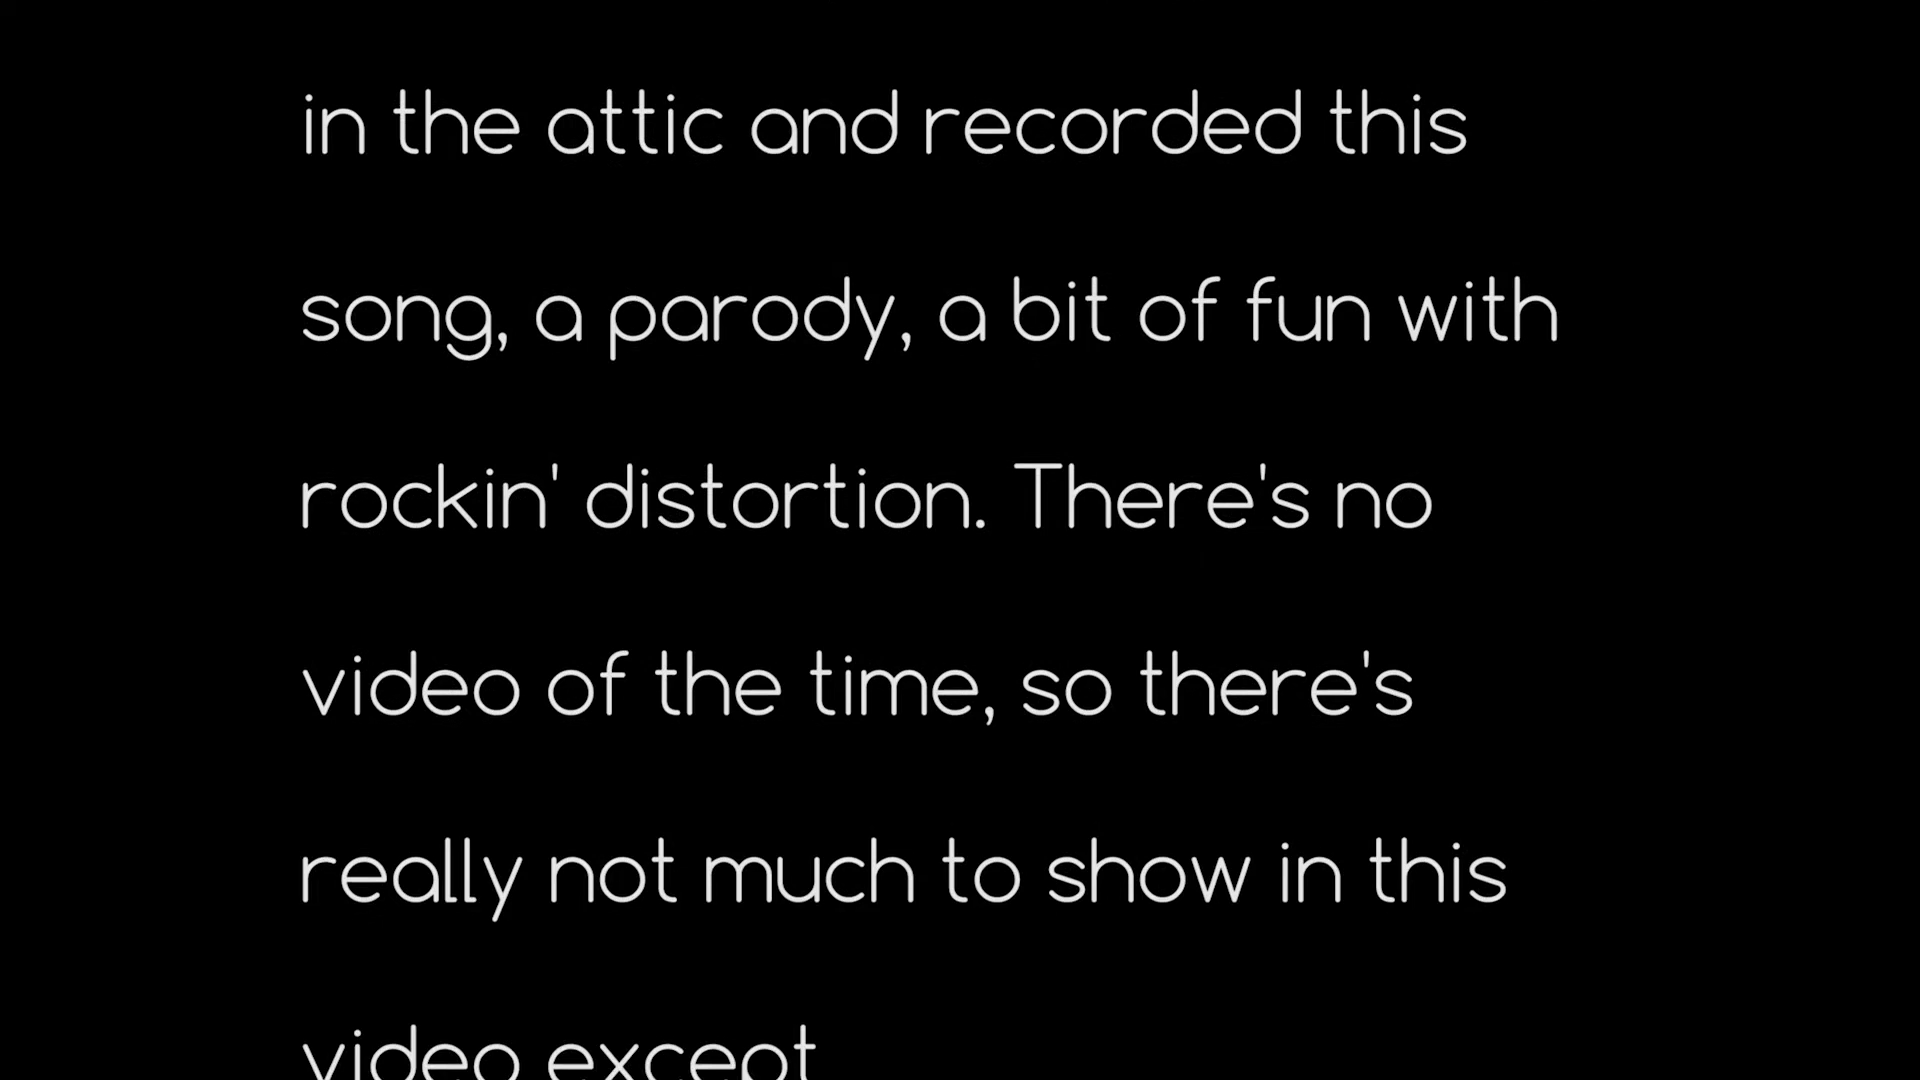 in the attic and recorded this
song, a parody, a bit of fun with
rockin' distortion. There's no
video of the time, so there's
really not much to show in this
video except